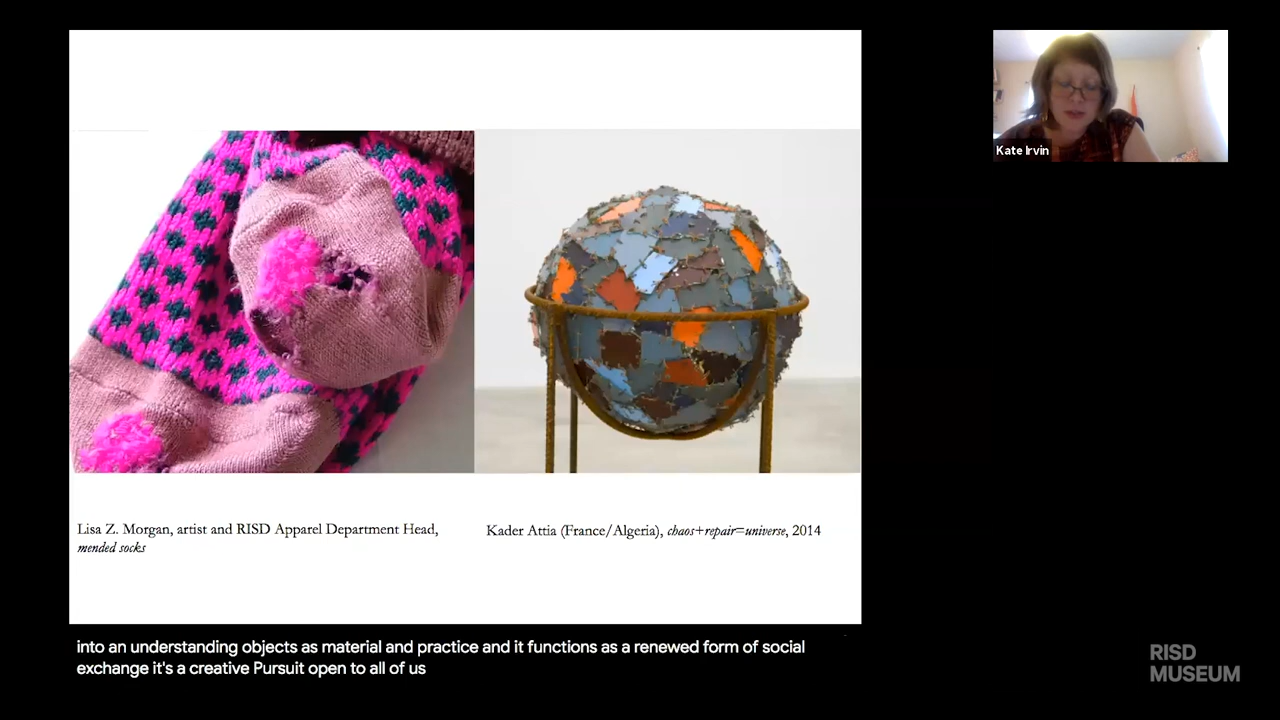 Kate Irvin
Lisa Z. Morgan, artist and RISD Apparel Department Head,
mended socks
Kader Attia (France/Algeria), chaos+repair=universe, 2014
into an understanding objects as material and practice and it functions as a renewed form of social
exchange it's a creative Pursuit open to all of us
RISD
MUSEUM